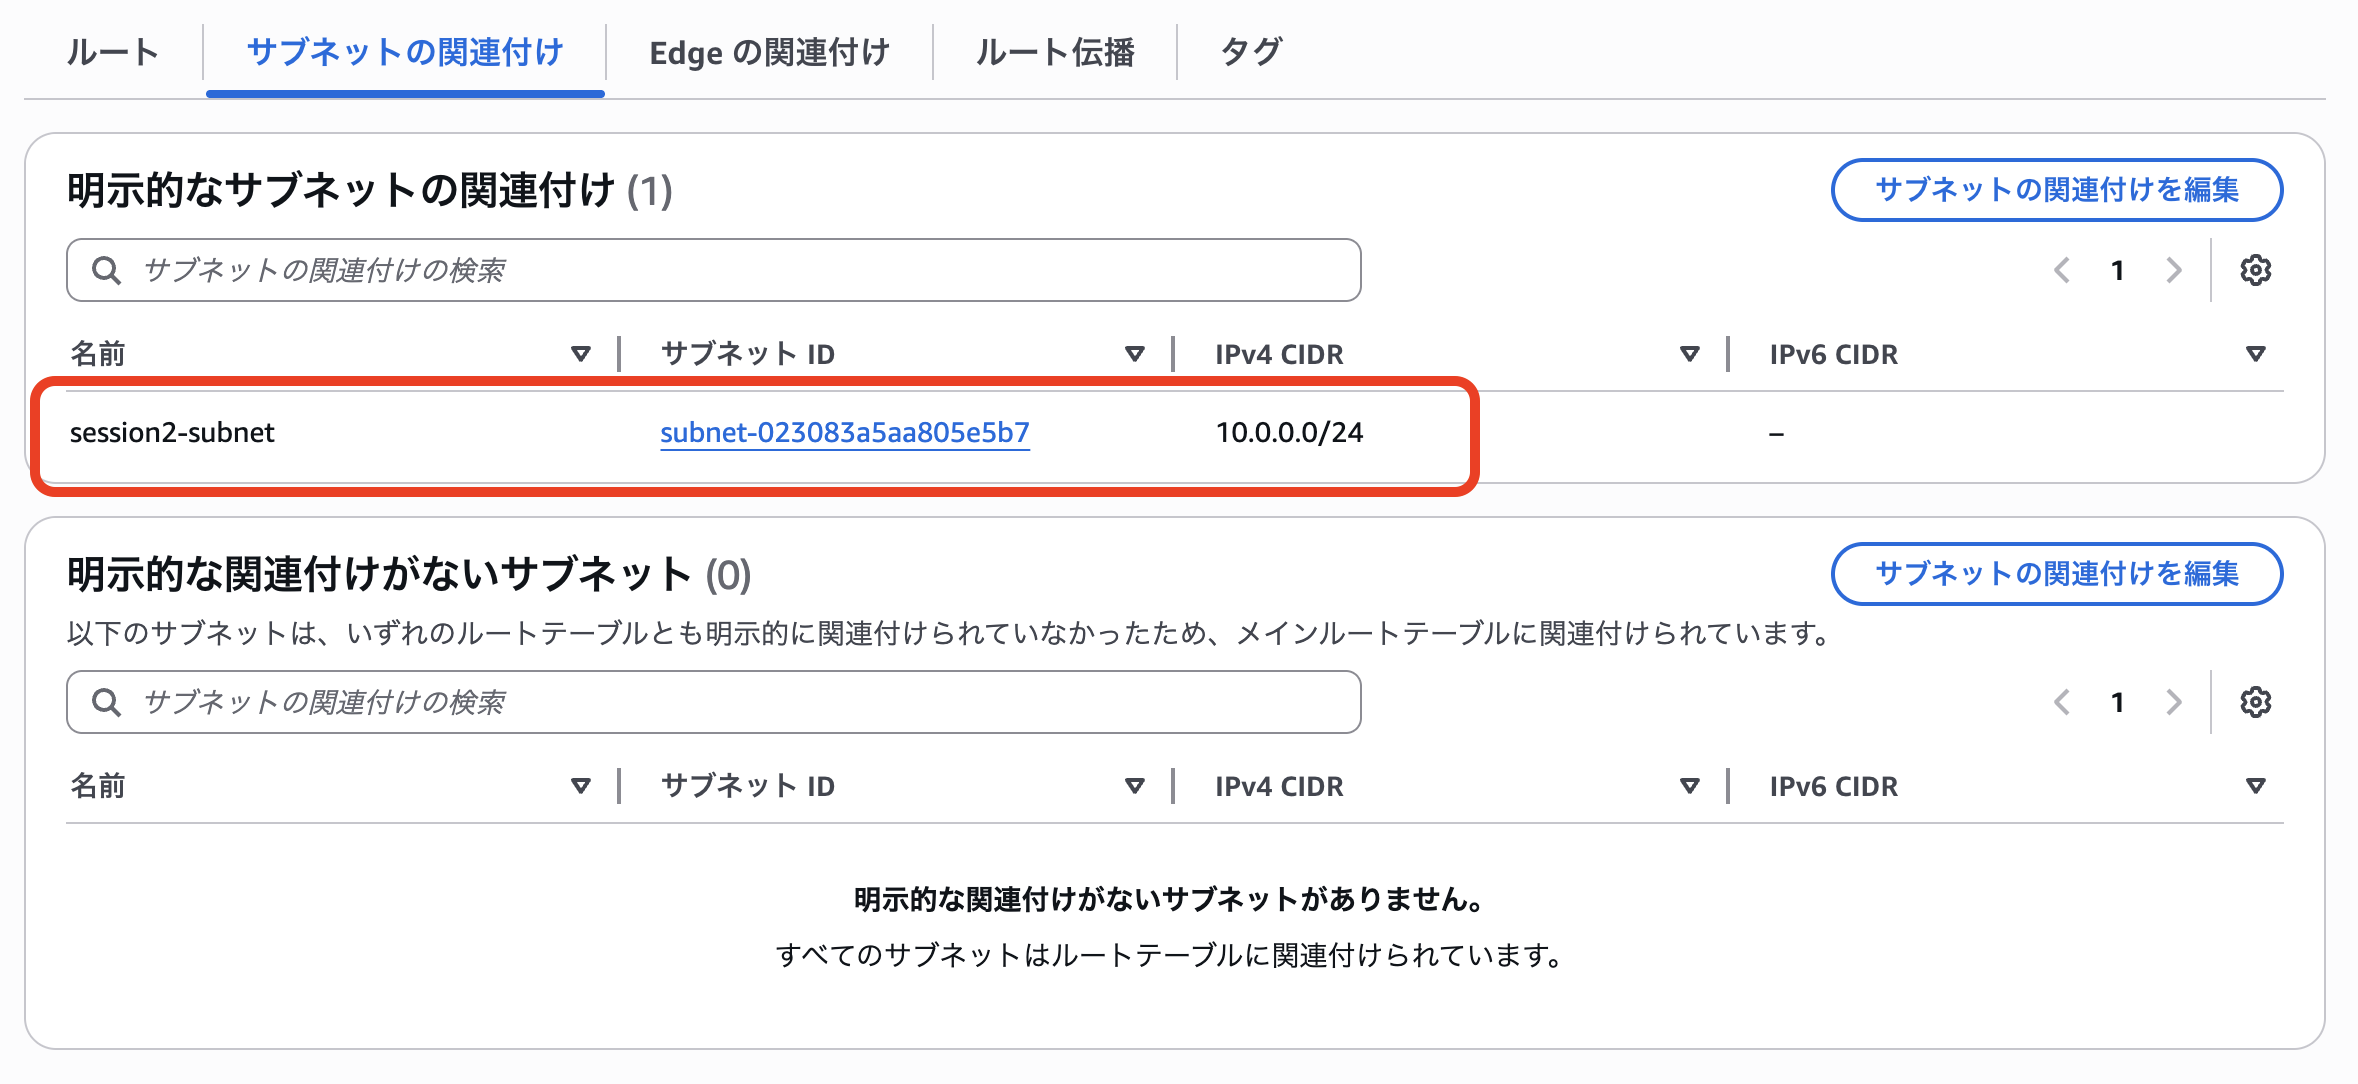 ルート サブネットの関連付け Edge の関連付け ルート伝播 タグ
明示的なサブネットの関連付け (1)
サブネットの関連付けを編集
サブネットの関連付けの検索
1
名前 サブネット ID IPv4 CIDR IPv6 CIDR
session2-subnet subnet-023083a5aa805e5b7 10.0.0.0/24 –
明示的な関連付けがないサブネット (0)
サブネットの関連付けを編集
以下のサブネットは、いずれのルートテーブルとも明示的に関連付けられていなかったため、メインルートテーブルに関連付けられています。
サブネットの関連付けの検索
1
名前 サブネット ID IPv4 CIDR IPv6 CIDR
明示的な関連付けがないサブネットがありません。
すべてのサブネットはルートテーブルに関連付けられています。